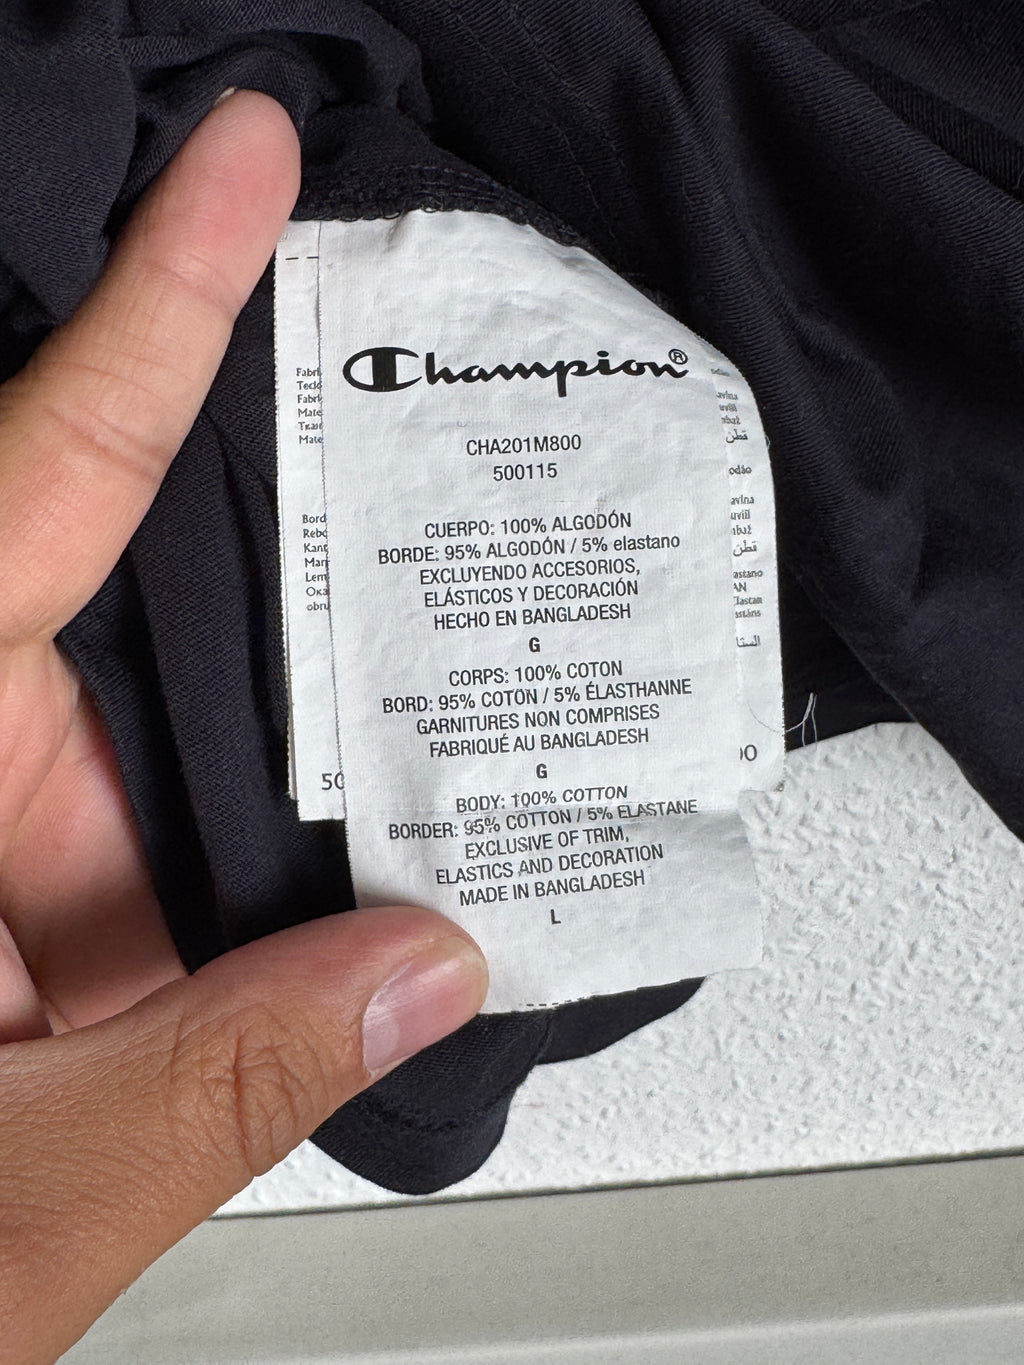 Champion®
CHA201M800
500115
CUERPO: 100% ALGODÓN
BORDE: 95% ALGODÓN / 5% elastano
EXCLUYENDO ACCESORIOS,
ELÁSTICOS Y DECORACIÓN
HECHO EN BANGLADESH
G
CORPS: 100% COTON
BORD: 95% COTON / 5% ÉLASTHANNE
GARNITURES NON COMPRISES
FABRIQUÉ AU BANGLADESH
G
BODY: 100% COTTON
BORDER: 95% COTTON / 5% ELASTANE
EXCLUSIVE OF TRIM,
ELASTICS AND DECORATION
MADE IN BANGLADESH
L
قطن
قطن